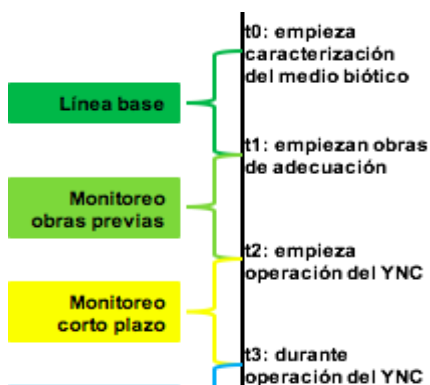 t0: empieza
caracterización
del medio biótico
Línea base
t1: empiezan obras
de adecuación
Monitoreo
obras previas
t2: empieza
operación del YNC
Monitoreo
corto plazo
t3: durante
operación del YNC